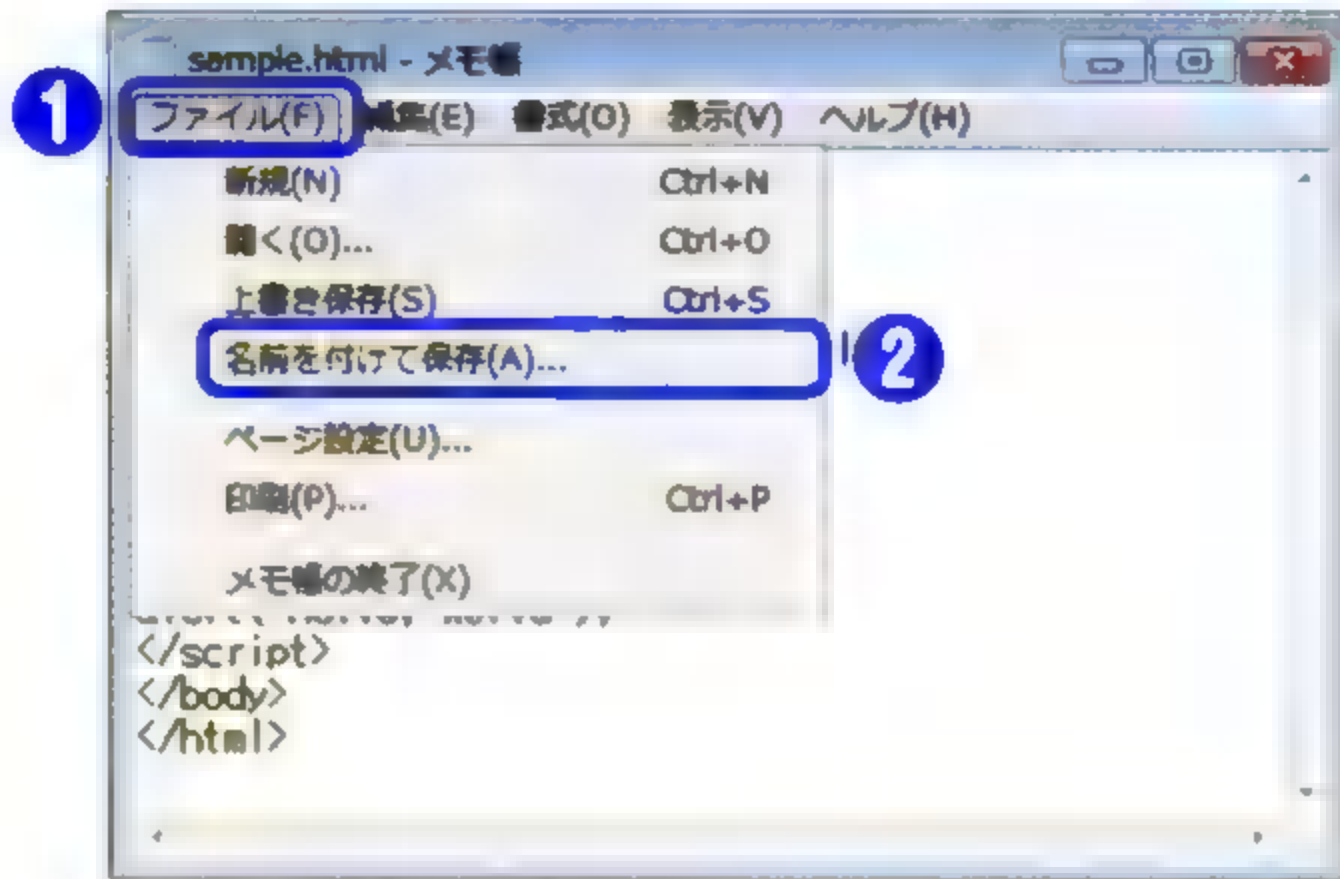 sample.html - メモ帳
1
ファイル(F) 編集(E) 書式(O) 表示(V) ヘルプ(H)
新規(N) Ctrl+N
開く(O)... Ctrl+O
上書き保存(S) Ctrl+S
名前を付けて保存(A)...
2
ページ設定(U)...
印刷(P)... Ctrl+P
メモ帳の終了(X)
</script>
</body>
</html>